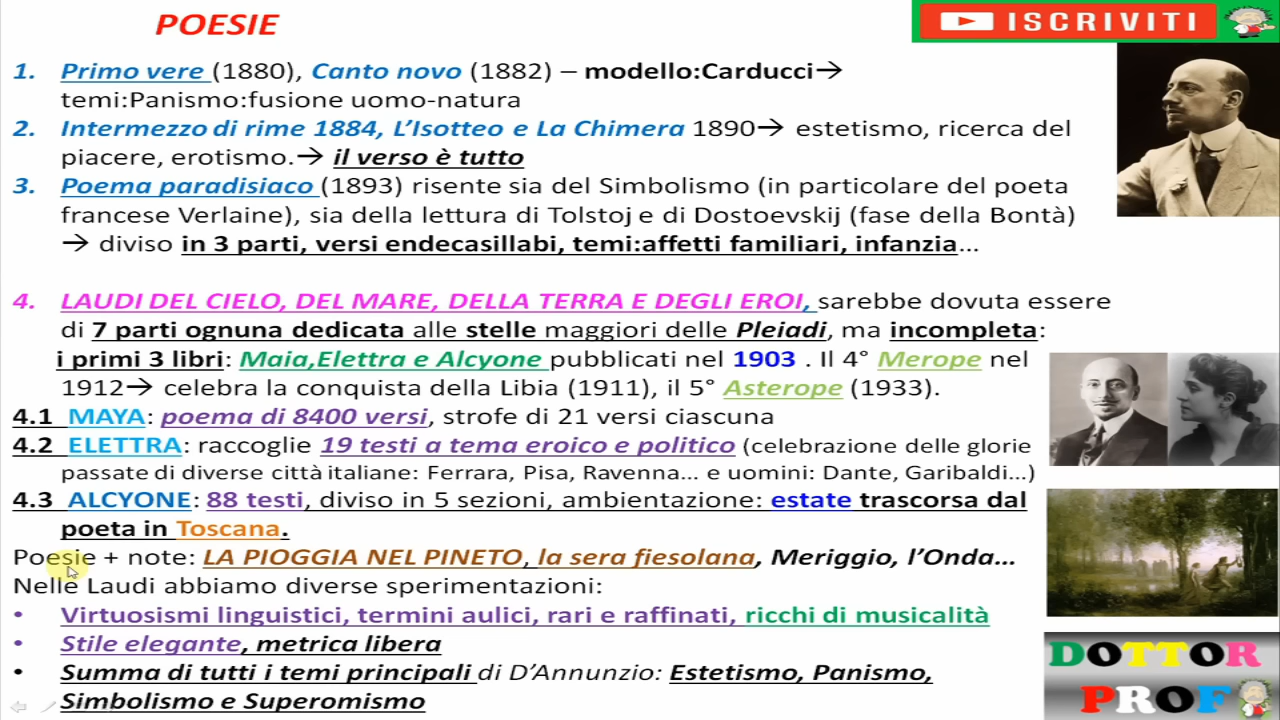 POESIE
ISCRIVITI
1. Primo vere (1880), Canto novo (1882) – modello:Carducci→
temi:Panismo:fusione uomo-natura
2. Intermezzo di rime 1884, L'Isotteo e La Chimera 1890→ estetismo, ricerca del
piacere, erotismo.→ il verso è tutto
3. Poema paradisiaco (1893) risente sia del Simbolismo (in particolare del poeta
francese Verlaine), sia della lettura di Tolstoj e di Dostoevskij (fase della Bontà)
→ diviso in 3 parti, versi endecasillabi, temi:affetti familiari, infanzia...
4. LAUDI DEL CIELO, DEL MARE, DELLA TERRA E DEGLI EROI, sarebbe dovuta essere
di 7 parti ognuna dedicata alle stelle maggiori delle Pleiadi, ma incompleta:
i primi 3 libri: Maia,Elettra e Alcyone pubblicati nel 1903 . Il 4° Merope nel
1912→ celebra la conquista della Libia (1911), il 5° Asterope (1933).
4.1 MAYA: poema di 8400 versi, strofe di 21 versi ciascuna
4.2 ELETTRA: raccoglie 19 testi a tema eroico e politico (celebrazione delle glorie
passate di diverse città italiane: Ferrara, Pisa, Ravenna... e uomini: Dante, Garibaldi...)
4.3 ALCYONE: 88 testi, diviso in 5 sezioni, ambientazione: estate trascorsa dal
poeta in Toscana.
Poesie + note: LA PIOGGIA NEL PINETO, la sera fiesolana, Meriggio, l'Onda...
Nelle Laudi abbiamo diverse sperimentazioni:
• Virtuosismi linguistici, termini aulici, rari e raffinati, ricchi di musicalità
• Stile elegante, metrica libera
• Summa di tutti i temi principali di D'Annunzio: Estetismo, Panismo,
Simbolismo e Superomismo
DOTTOR
PROF